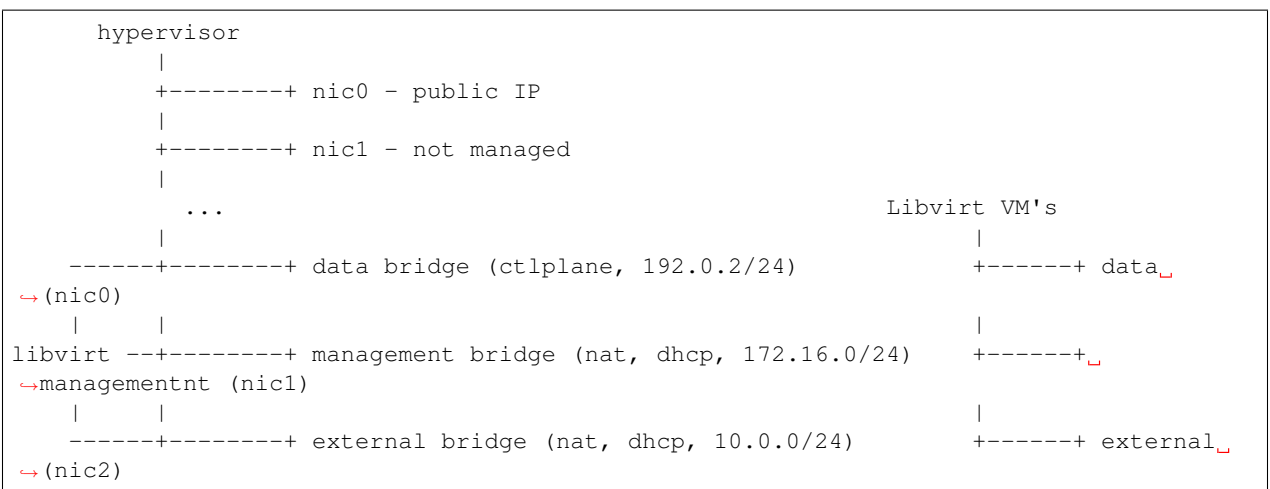 hypervisor
          |
          +--------+ nic0 - public IP
          |
          +--------+ nic1 - not managed
          |
            ...                                            Libvirt VM's
          |                                                      |
    ------+--------+ data bridge (ctlplane, 192.0.2/24)            +------+ data␣
↪(nic0)
    |     |                                                      |
libvirt --+--------+ management bridge (nat, dhcp, 172.16.0/24)    +------+␣
↪managementnt (nic1)
    |     |                                                      |
    ------+--------+ external bridge (nat, dhcp, 10.0.0/24)        +------+ external␣
↪(nic2)